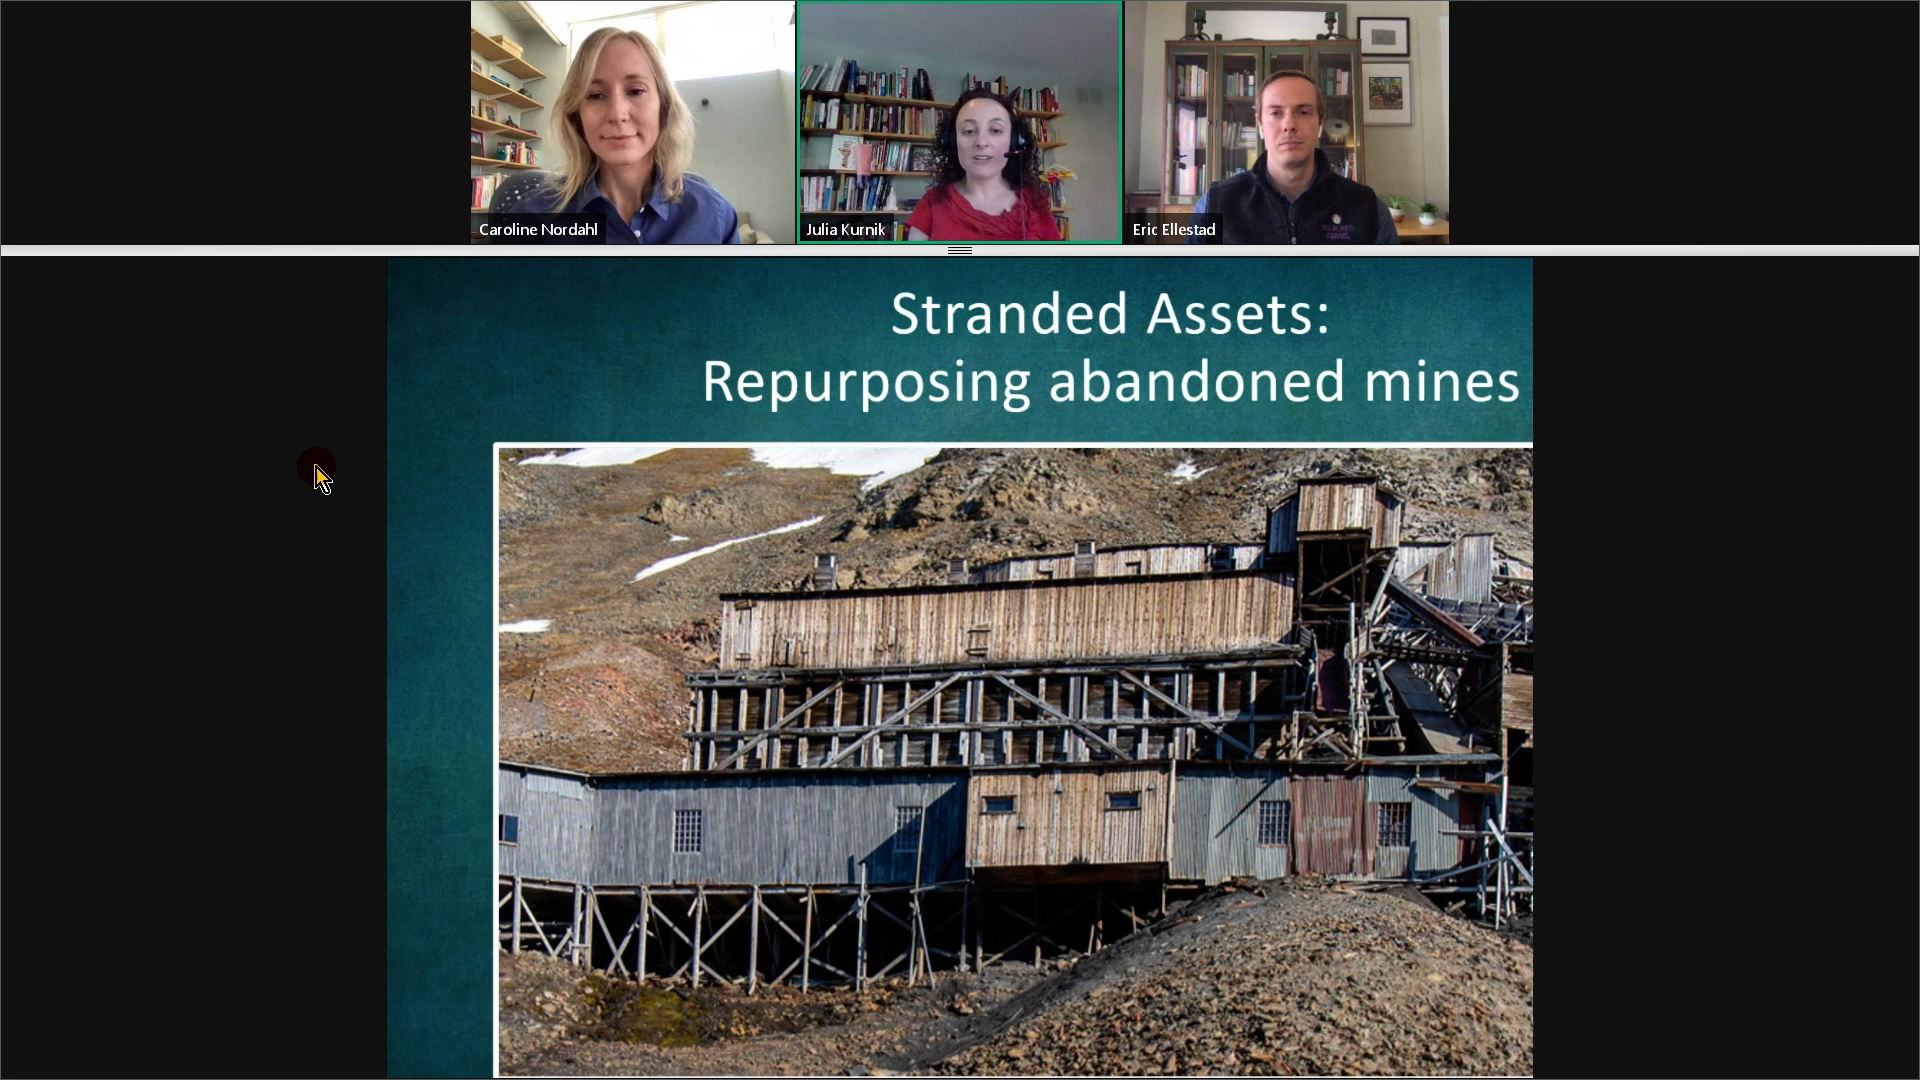 Caroline Nordahl
Julia Kurnik
Eric Ellestad
Stranded Assets:
Repurposing abandoned mines